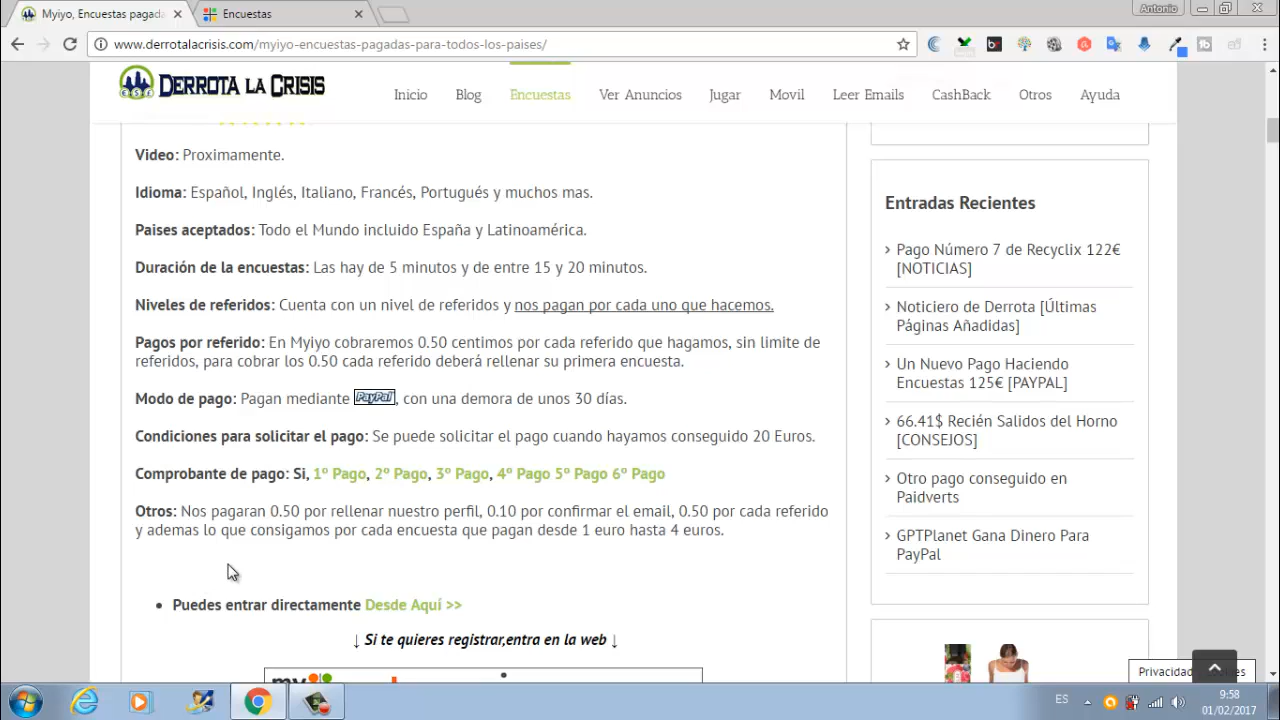 Myiyo, Encuestas pagada
Encuestas
Antonio
www.derrotalacrisis.com/myiyo-encuestas-pagadas-para-todos-los-paises/
DERROTA LA CRISIS
Inicio Blog Encuestas Ver Anuncios Jugar Movil Leer Emails CashBack Otros Ayuda
Video: Proximamente.
Idioma: Español, Inglés, Italiano, Francés, Portugués y muchos mas.
Paises aceptados: Todo el Mundo incluido España y Latinoamérica.
Duración de la encuestas: Las hay de 5 minutos y de entre 15 y 20 minutos.
Niveles de referidos: Cuenta con un nivel de referidos y nos pagan por cada uno que hacemos.
Pagos por referido: En Myiyo cobraremos 0.50 centimos por cada referido que hagamos, sin limite de
referidos, para cobrar los 0.50 cada referido deberá rellenar su primera encuesta.
Modo de pago: Pagan mediante PayPal, con una demora de unos 30 días.
Condiciones para solicitar el pago: Se puede solicitar el pago cuando hayamos conseguido 20 Euros.
Comprobante de pago: Si, 1º Pago, 2º Pago, 3º Pago, 4º Pago 5º Pago 6º Pago
Otros: Nos pagaran 0.50 por rellenar nuestro perfil, 0.10 por confirmar el email, 0.50 por cada referido
y ademas lo que consigamos por cada encuesta que pagan desde 1 euro hasta 4 euros.
• Puedes entrar directamente Desde Aquí >>
↓ Si te quieres registrar,entra en la web ↓
Entradas Recientes
› Pago Número 7 de Recyclix 122€
[NOTICIAS]
› Noticiero de Derrota [Últimas
Páginas Añadidas]
› Un Nuevo Pago Haciendo
Encuestas 125€ [PAYPAL]
› 66.41$ Recién Salidos del Horno
[CONSEJOS]
› Otro pago conseguido en
Paidverts
› GPTPlanet Gana Dinero Para
PayPal
ES
9:58
01/02/2017